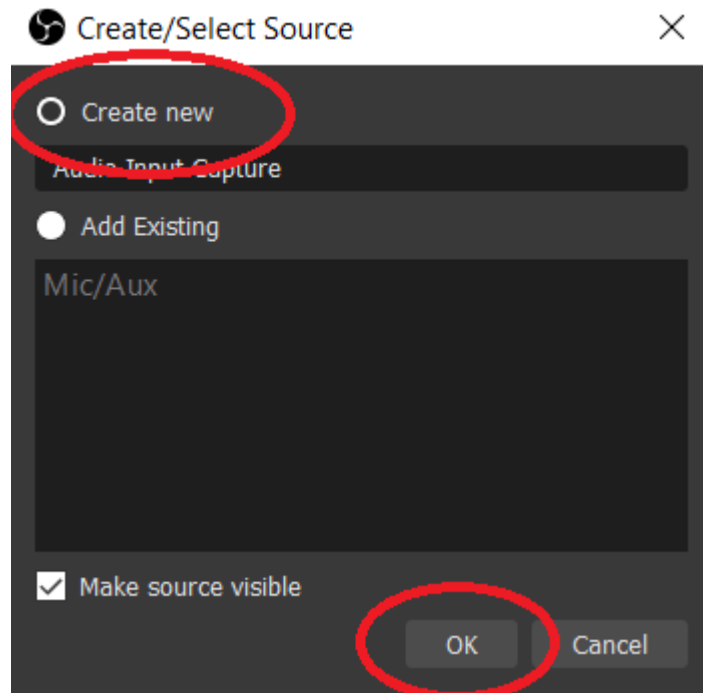 Create/Select Source
Create new
Audio Input Capture
Add Existing
Mic/Aux
Make source visible
OK Cancel